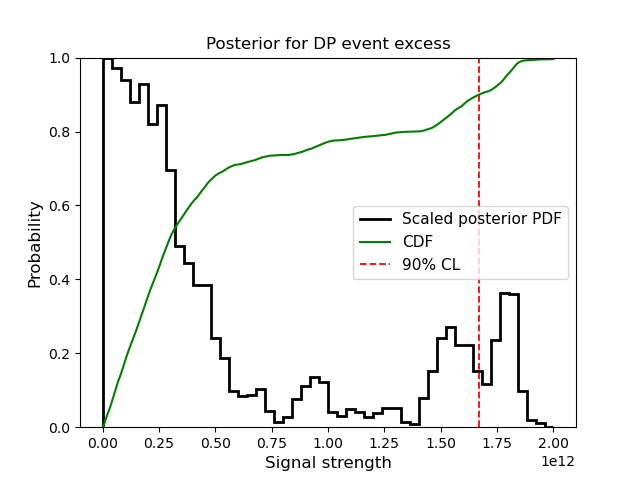 Posterior for DP event excess
Probability
1.0
0.8
0.6
0.4
0.2
0.0
Scaled posterior PDF
CDF
90% CL
0.00 0.25 0.50 0.75 1.00 1.25 1.50 1.75 2.00
1e12
Signal strength